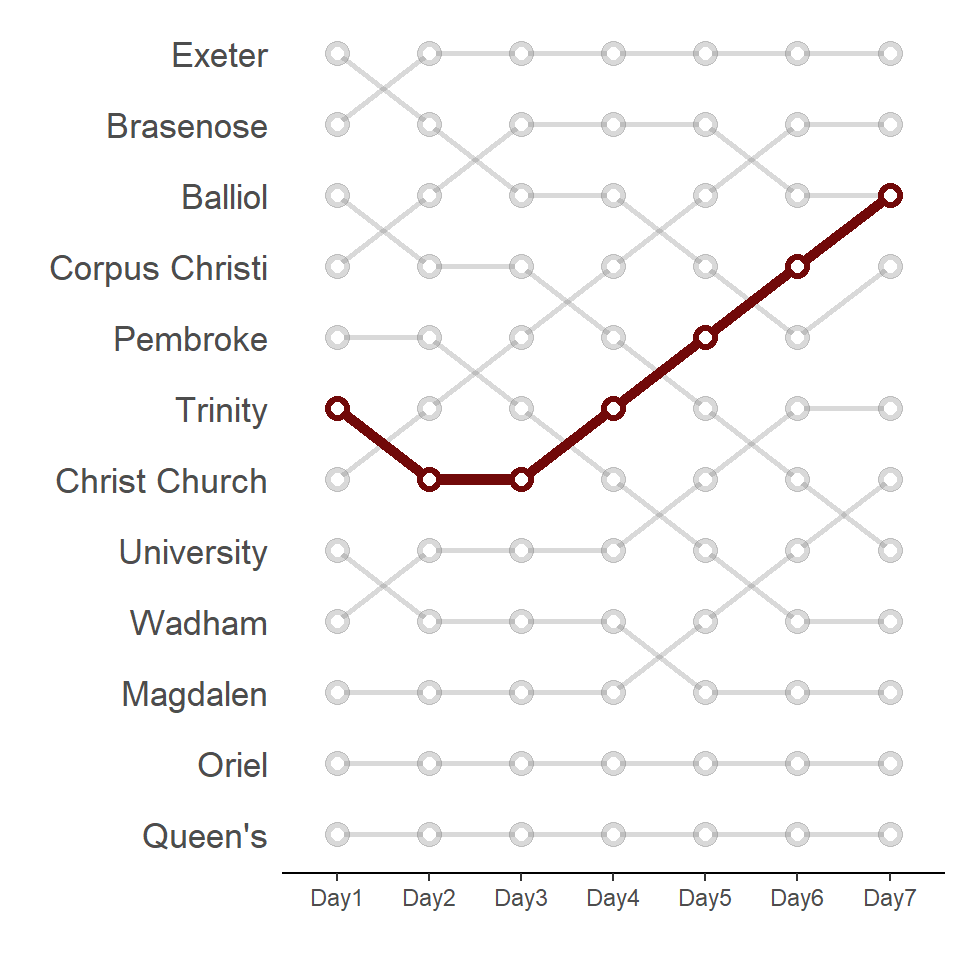 Exeter
Brasenose
Balliol
Corpus Christi
Pembroke
Trinity
Christ Church
University
Wadham
Magdalen
Oriel
Queen's
Day1 Day2 Day3 Day4 Day5 Day6 Day7